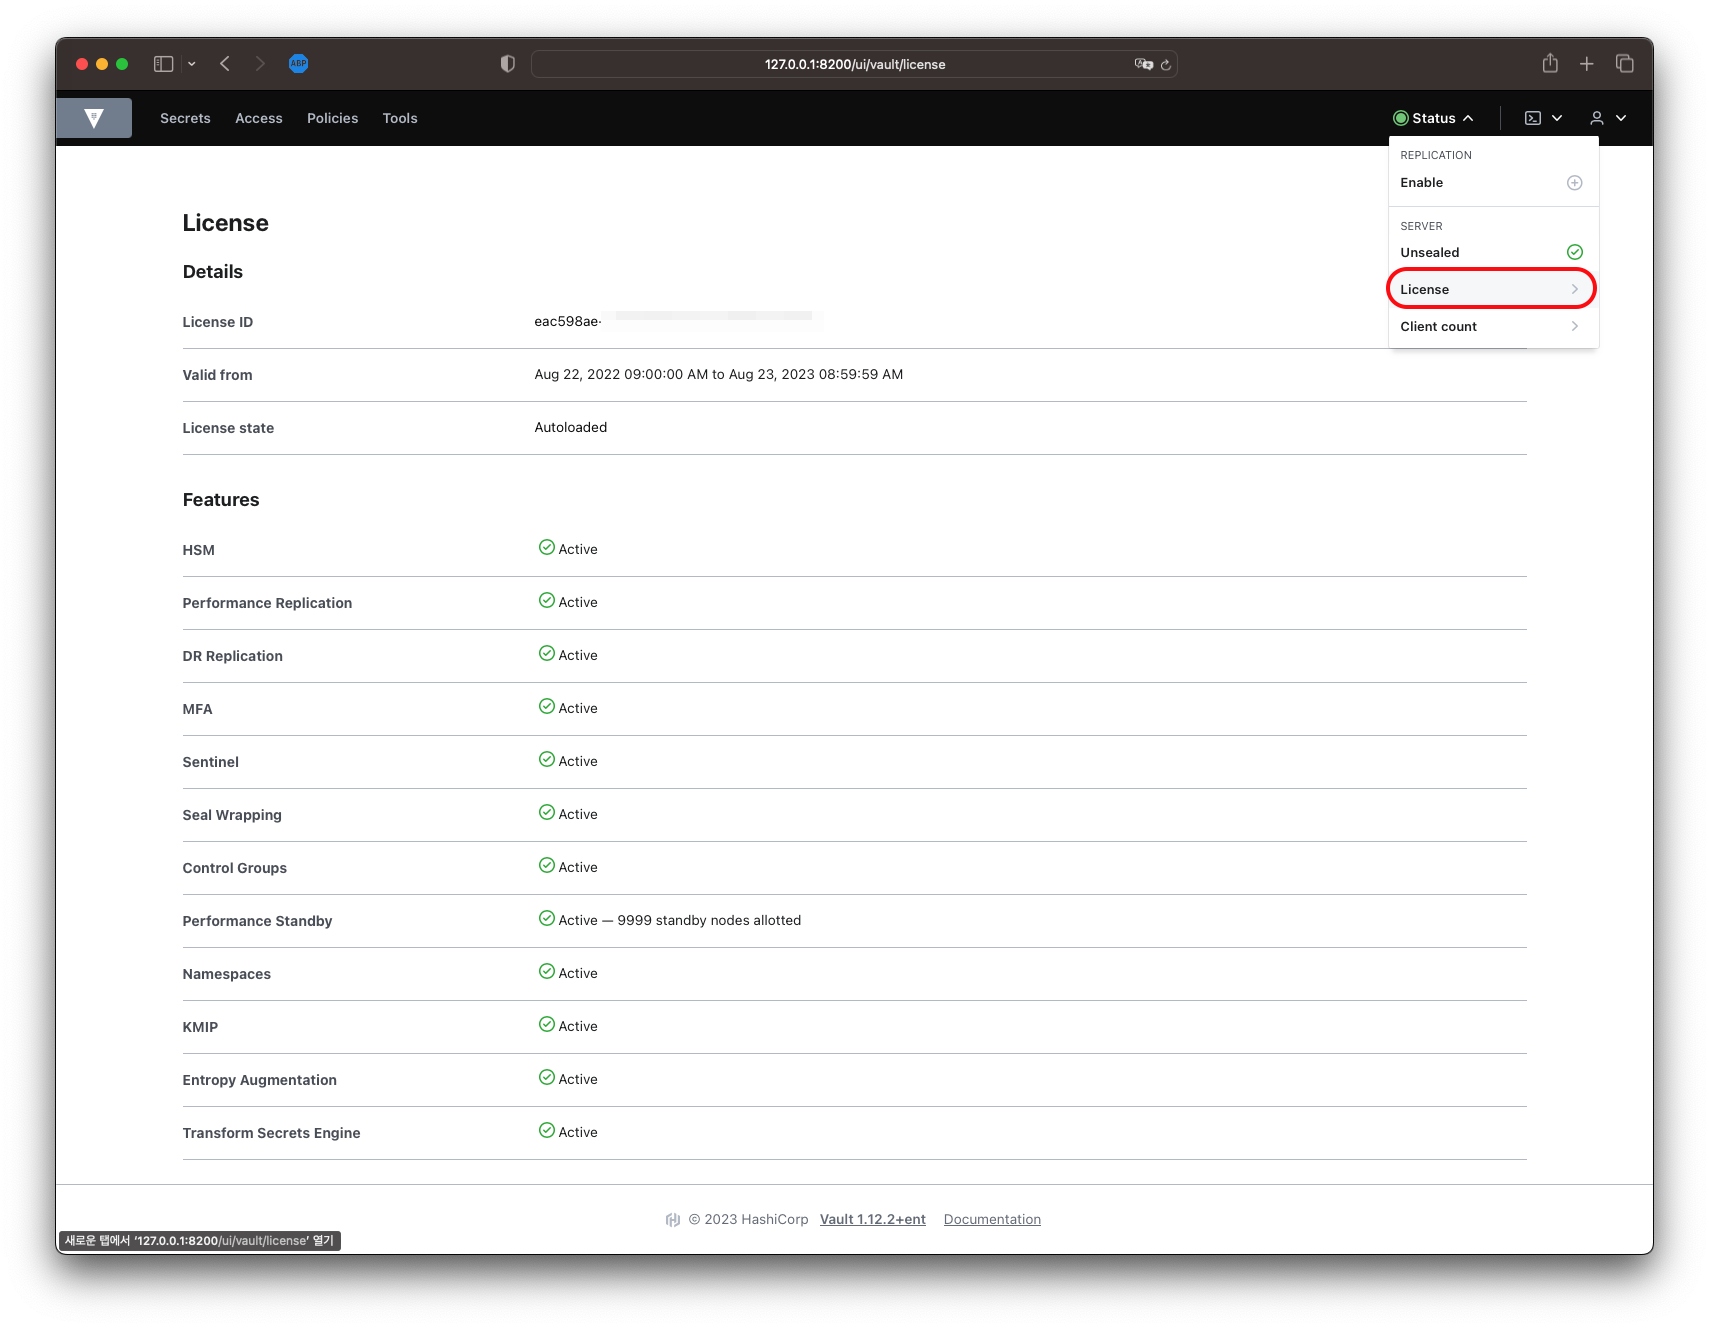 ABP
127.0.0.1:8200/ui/vault/license
Secrets Access Policies Tools
Status
REPLICATION
Enable
SERVER
Unsealed
License
Client count
License
Details
License ID eac598ae-
Valid from Aug 22, 2022 09:00:00 AM to Aug 23, 2023 08:59:59 AM
License state Autoloaded
Features
HSM Active
Performance Replication Active
DR Replication Active
MFA Active
Sentinel Active
Seal Wrapping Active
Control Groups Active
Performance Standby Active — 9999 standby nodes allotted
Namespaces Active
KMIP Active
Entropy Augmentation Active
Transform Secrets Engine Active
© 2023 HashiCorp Vault 1.12.2+ent Documentation
새로운 탭에서 ‘127.0.0.1:8200/ui/vault/license’ 열기